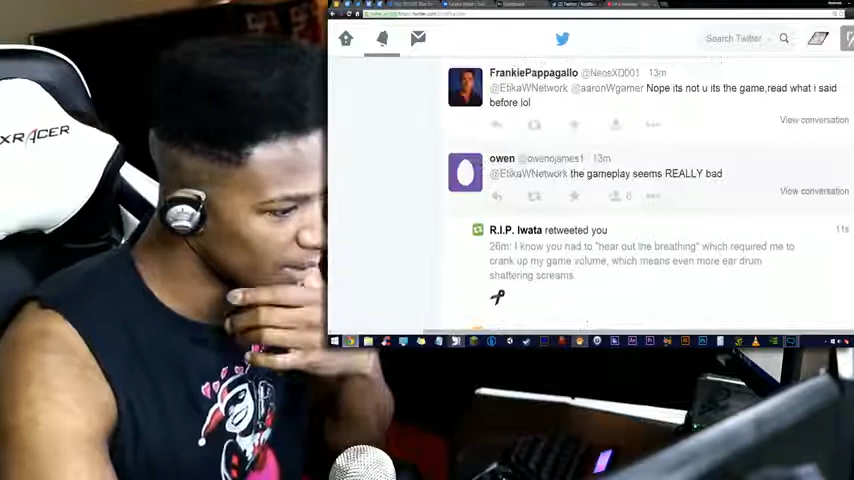 XRACER
Search Twitter
FrankiePappagallo @NeosXD001 13m
@EtikaWNetwork @aaronWgamer Nope its not u its the game,read what i said
before lol
View conversation
owen @owenojames1 13m
@EtikaWNetwork the gameplay seems REALLY bad
View conversation
R.I.P. Iwata retweeted you 11s
26m: I know you had to "hear out the breathing" which required me to
crank up my game volume, which means even more ear drum
shattering screams.